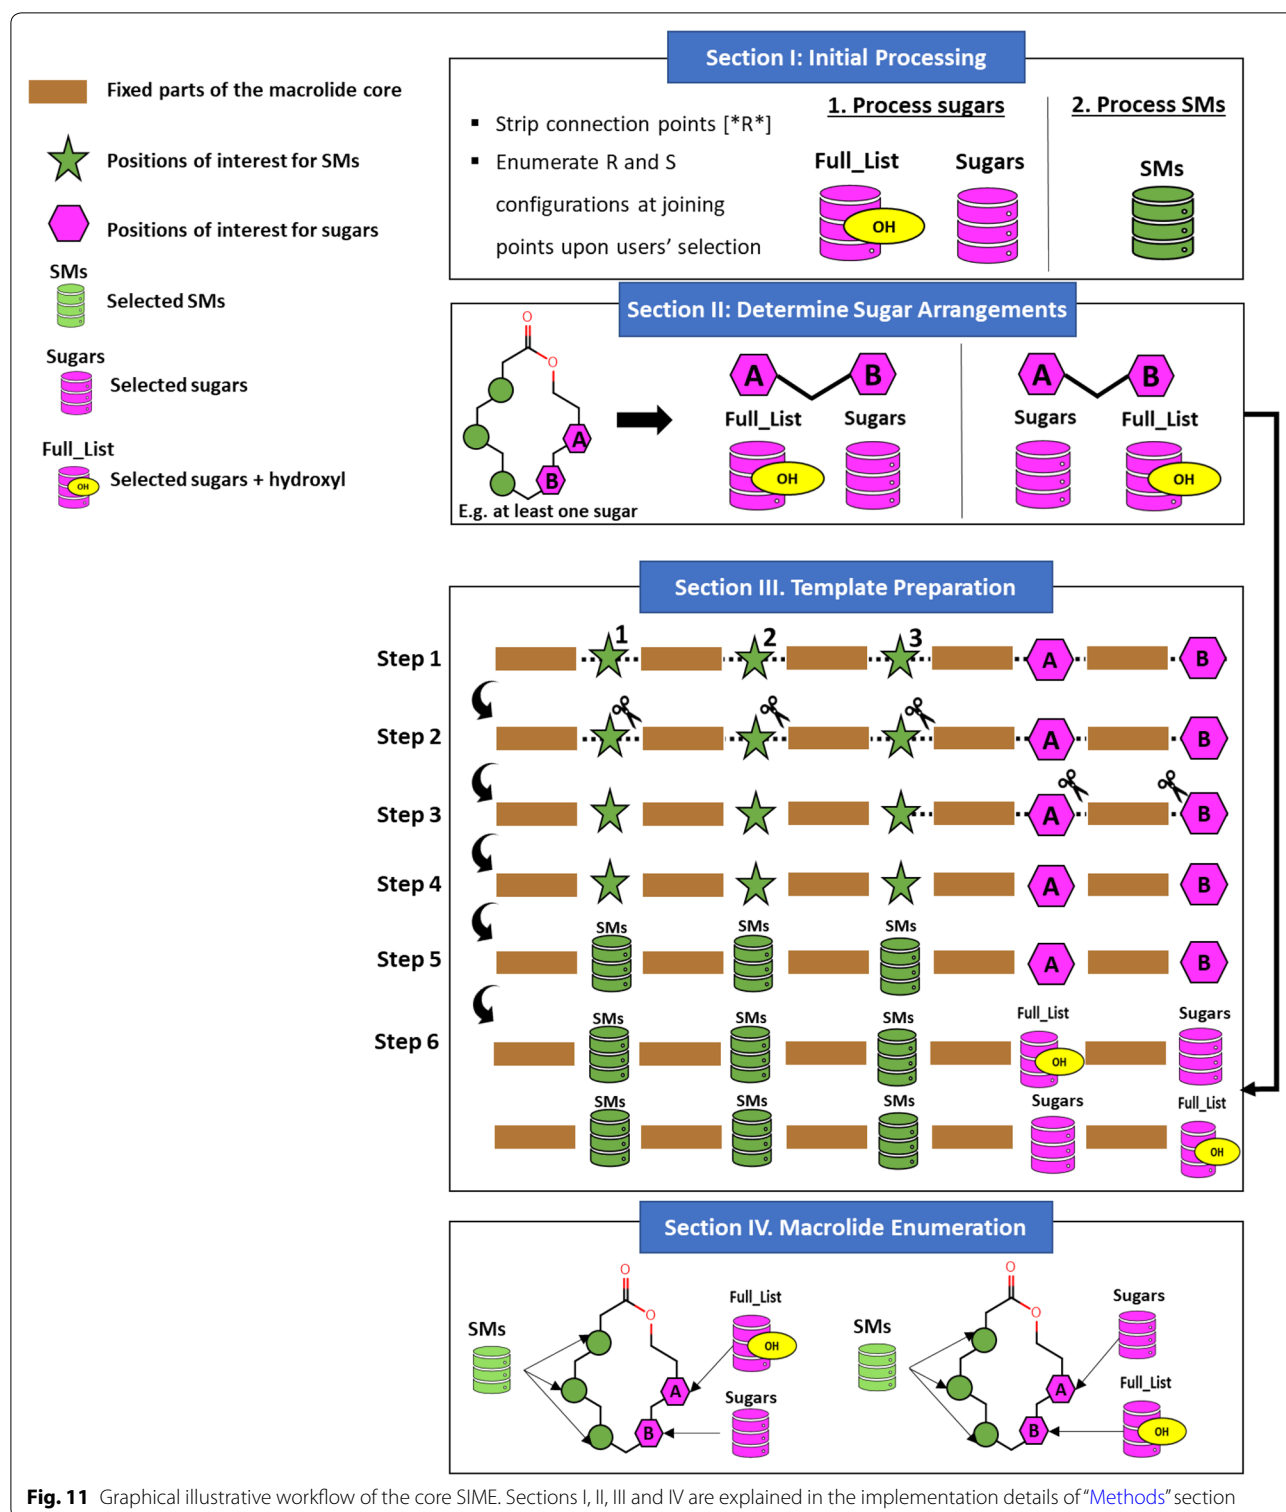 Fixed parts of the macrolide core
Positions of interest for SMs
Positions of interest for sugars
SMs
Selected SMs
Sugars
Selected sugars
Full_List
OH
Selected sugars + hydroxyl
Section I: Initial Processing
▪ Strip connection points [*R*]
▪ Enumerate R and S
configurations at joining
points upon users’ selection
1. Process sugars
Full_List
Sugars
OH
2. Process SMs
SMs
Section II: Determine Sugar Arrangements
O
O
A
B
E.g. at least one sugar
A
B
Full_List
Sugars
OH
A
B
Sugars
Full_List
OH
Section III. Template Preparation
Step 1
1
2
3
A
B
Step 2
A
B
Step 3
A
B
Step 4
A
B
Step 5
SMs
SMs
SMs
A
B
Step 6
SMs
SMs
SMs
Full_List
OH
Sugars
SMs
SMs
SMs
Sugars
Full_List
OH
Section IV. Macrolide Enumeration
SMs
O
O
A
B
Full_List
OH
Sugars
SMs
O
O
A
B
Sugars
Full_List
OH
Fig. 11 Graphical illustrative workflow of the core SIME. Sections I, II, III and IV are explained in the implementation details of “Methods” section